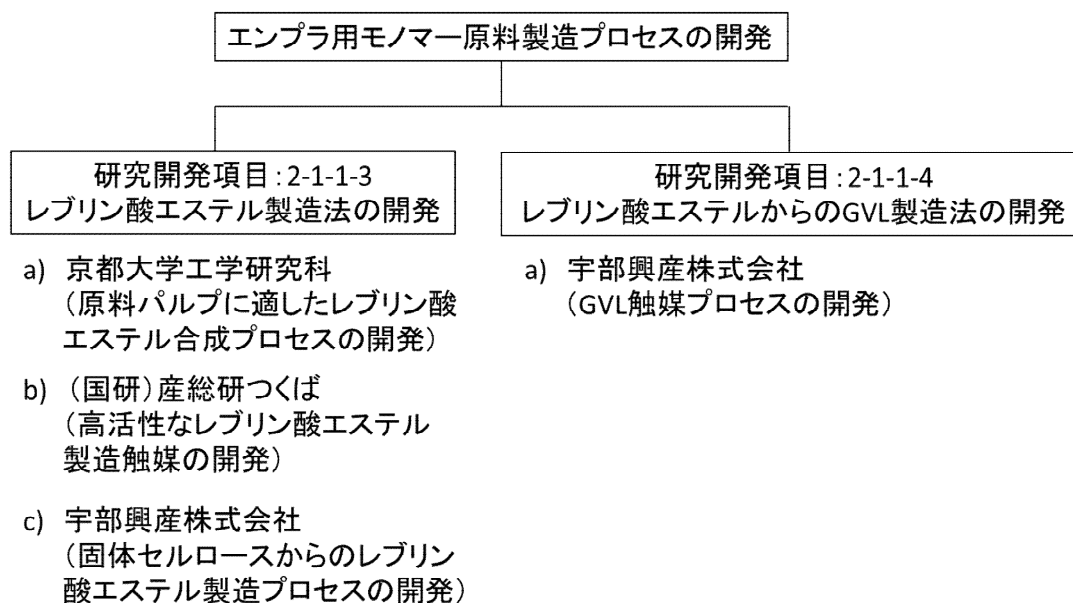 エンプラ用モノマー原料製造プロセスの開発
研究開発項目:2-1-1-3
レブリン酸エステル製造法の開発
a) 京都大学工学研究科
(原料パルプに適したレブリン酸
エステル合成プロセスの開発)
b) (国研)産総研つくば
(高活性なレブリン酸エステル
製造触媒の開発)
c) 宇部興産株式会社
(固体セルロースからのレブリン
酸エステル製造プロセスの開発)
研究開発項目:2-1-1-4
レブリン酸エステルからのGVL製造法の開発
a) 宇部興産株式会社
(GVL触媒プロセスの開発)